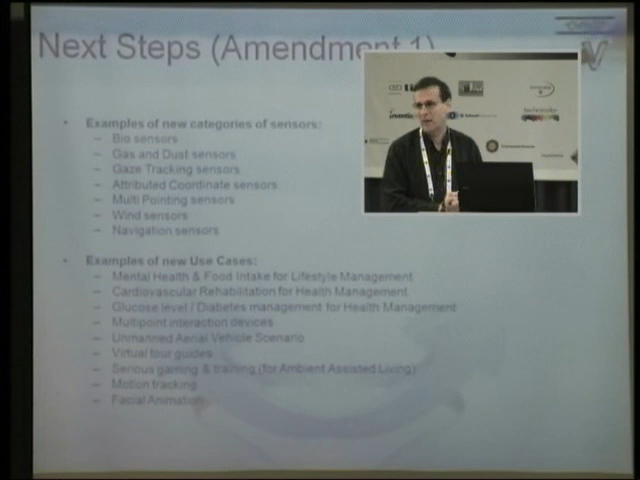 Next Steps (Amendment 1)
Examples of new categories of sensors:
– Bio sensors
– Gas and Dust sensors
– Gaze Tracking sensors
– Attributed Coordinate sensors
– Multi Pointing sensors
– Wind sensors
– Navigation sensors
Examples of new Use Cases:
– Mental Health & Food Intake for Lifestyle Management
– Cardiovascular Rehabilitation for Health Management
– Glucose level / Diabetes management for Health Management
– Multipoint interaction devices
– Unmanned Aerial Vehicle Scenario
– Virtual tour guides
– Serious gaming & training (for Ambient Assisted Living)
– Motion tracking
– Facial Animation
technicolor